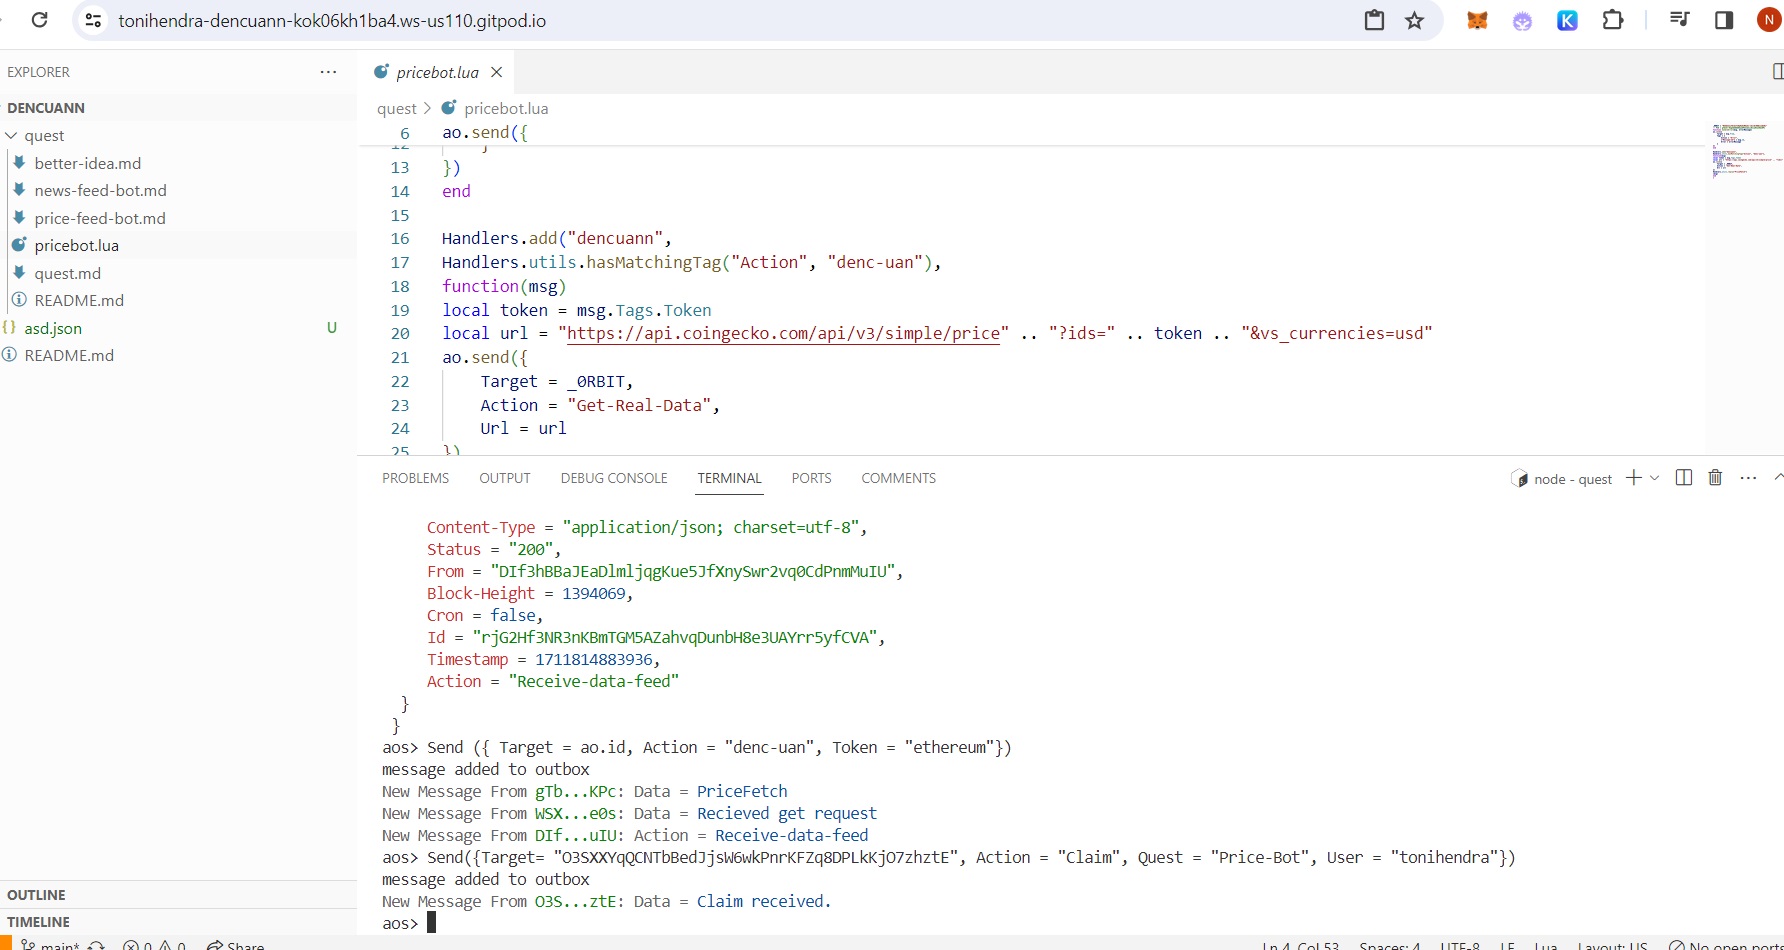 tonihendra-dencuann-kok06kh1ba4.ws-us110.gitpod.io
N
EXPLORER
DENCUANN
quest
better-idea.md
news-feed-bot.md
price-feed-bot.md
pricebot.lua
quest.md
README.md
{} asd.json U
README.md
OUTLINE
TIMELINE
pricebot.lua
quest > pricebot.lua
6 ao.send({
12 }
13 })
14 end
15
16 Handlers.add("dencuann",
17 Handlers.utils.hasMatchingTag("Action", "denc-uan"),
18 function(msg)
19 local token = msg.Tags.Token
20 local url = "https://api.coingecko.com/api/v3/simple/price" .. "?ids=" .. token .. "&vs_currencies=usd"
21 ao.send({
22 Target = _0RBIT,
23 Action = "Get-Real-Data",
24 Url = url
25 })
PROBLEMS OUTPUT DEBUG CONSOLE TERMINAL PORTS COMMENTS
node - quest
Content-Type = "application/json; charset=utf-8",
Status = "200",
From = "DIf3hBBaJEaDlmljqgKue5JfXnySwr2vq0CdPnmMuIU",
Block-Height = 1394069,
Cron = false,
Id = "rjG2Hf3NR3nKBmTGM5AZahvqDunbH8e3UAYrr5yfCVA",
Timestamp = 1711814883936,
Action = "Receive-data-feed"
}
}
aos> Send ({ Target = ao.id, Action = "denc-uan", Token = "ethereum"})
message added to outbox
New Message From gTb...KPc: Data = PriceFetch
New Message From WSX...e0s: Data = Recieved get request
New Message From DIf...uIU: Action = Receive-data-feed
aos> Send({Target= "O3SXXYqQCNTbBedJjsW6wkPnrKFZq8DPLkKjO7zhztE", Action = "Claim", Quest = "Price-Bot", User = "tonihendra"})
message added to outbox
New Message From O3S...ztE: Data = Claim received.
aos>
main* 0 0 Share
Ln 4, Col 53 Spaces: 4 UTF-8 LF Lua Layout: US No open ports